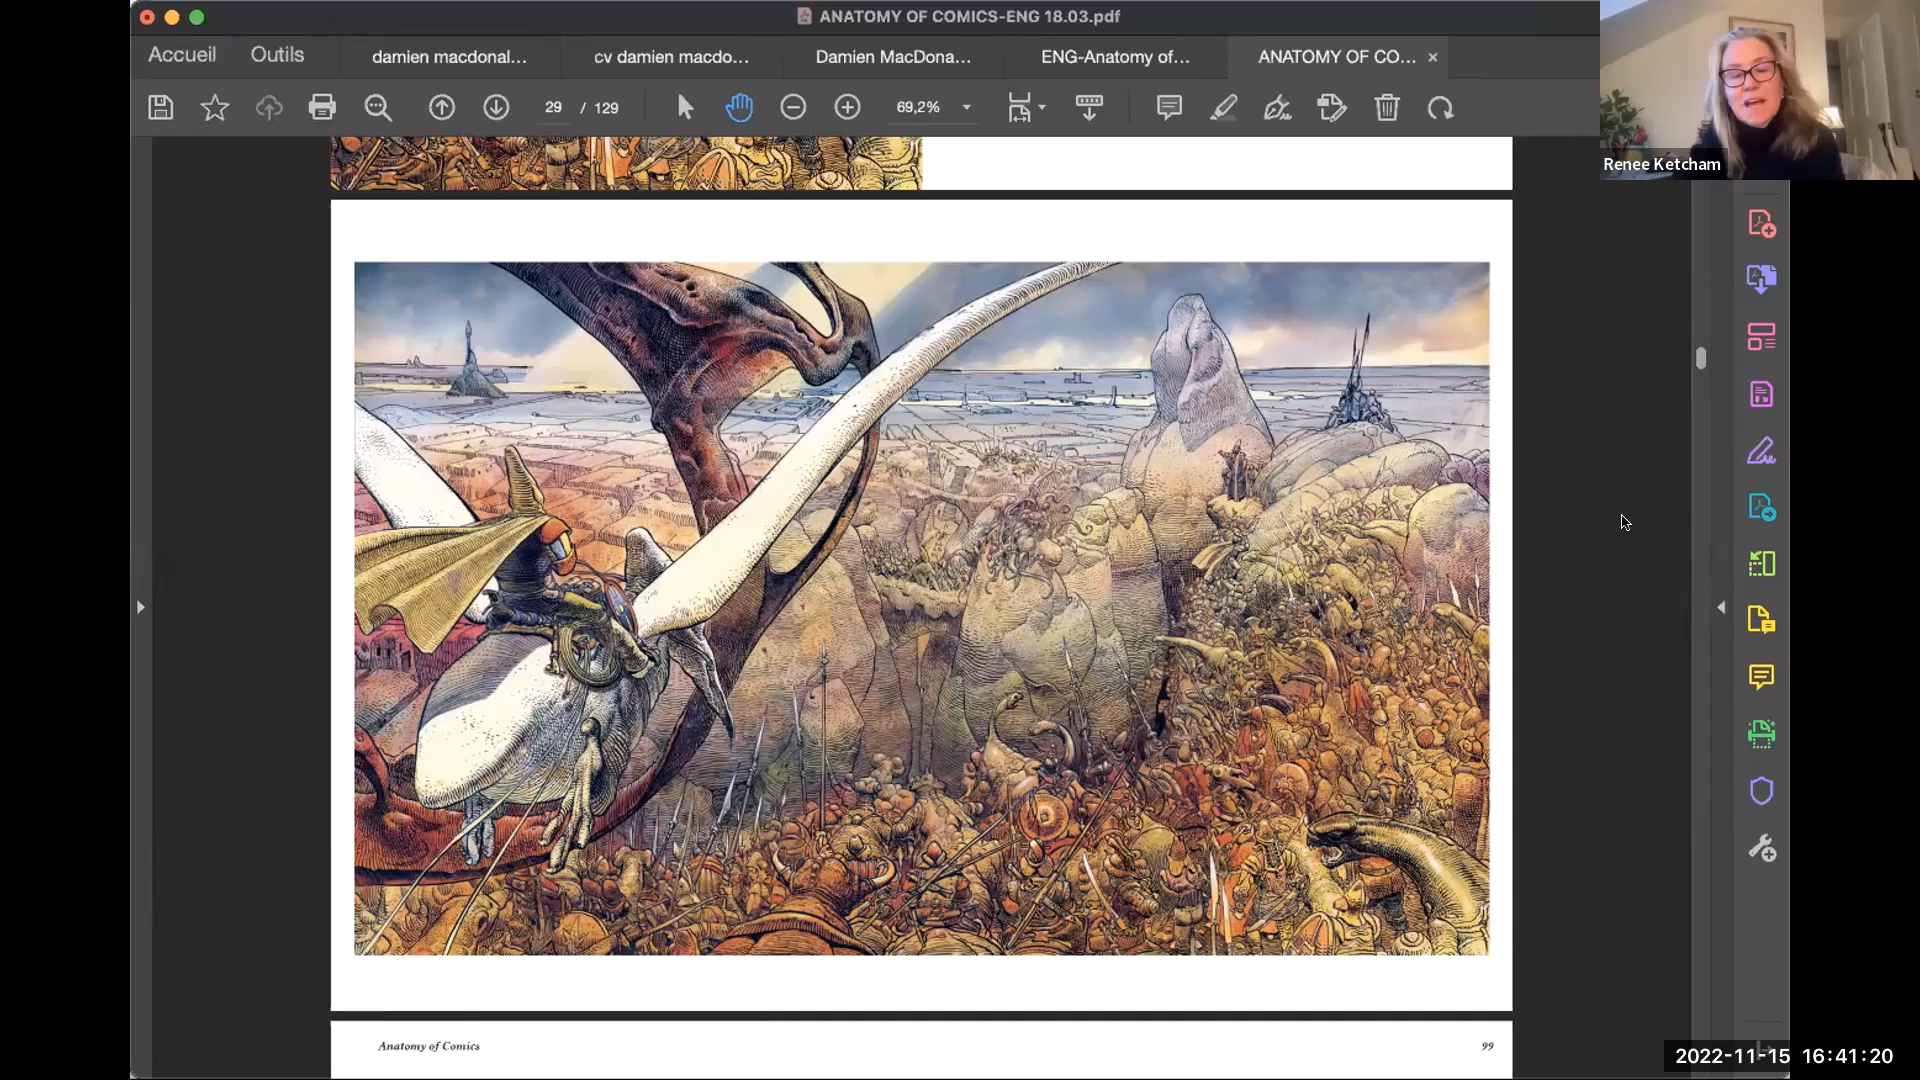 ANATOMY OF COMICS-ENG 18.03.pdf
Accueil Outils damien macdonal... cv damien macdo... Damien MacDona... ENG-Anatomy of... ANATOMY OF CO... ×
29 / 129 69,2%
Renee Ketcham
Anatomy of Comics 99
2022-11-15 16:41:20